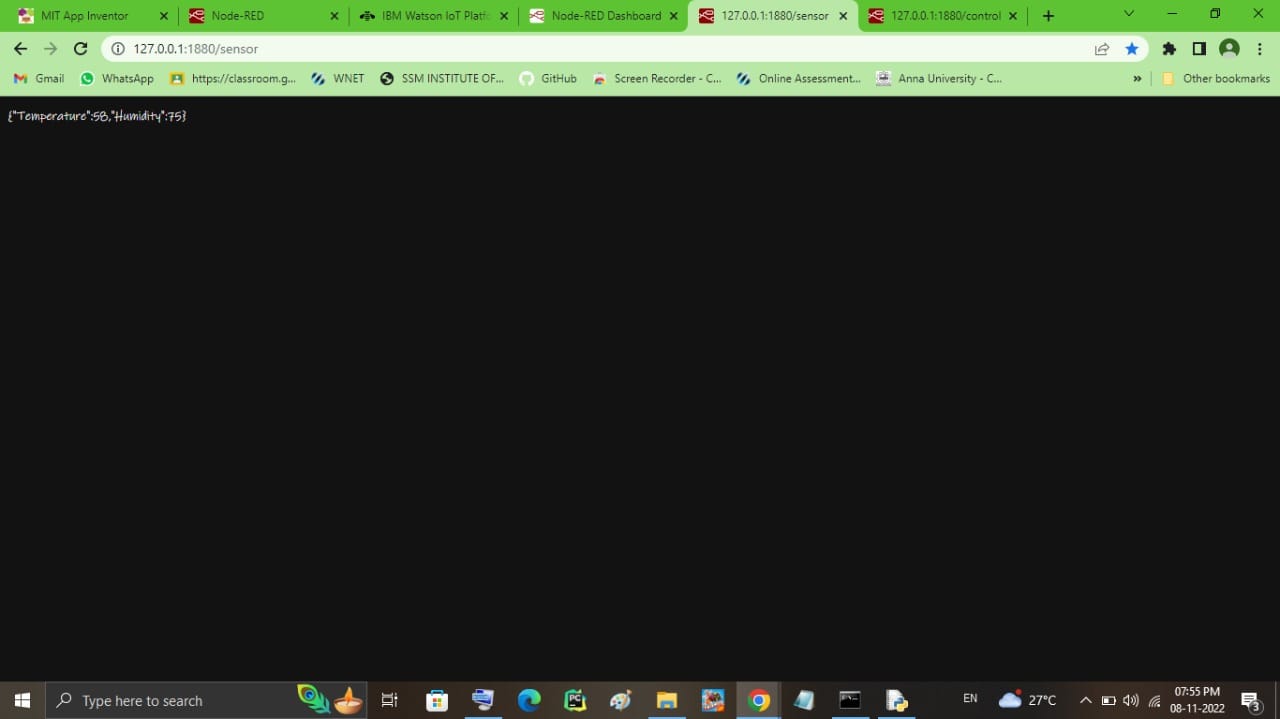 MIT App Inventor
Node-RED
IBM Watson IoT Platfo
Node-RED Dashboard
127.0.0.1:1880/sensor
127.0.0.1:1880/control
127.0.0.1:1880/sensor
Gmail
WhatsApp
https://classroom.g...
WNET
SSM INSTITUTE OF...
GitHub
Screen Recorder - C...
Online Assessment...
Anna University - C...
»
Other bookmarks
{"Temperature":58,"Humidity":75}
Type here to search
PC
EN
27°C
07:55 PM
08-11-2022
3